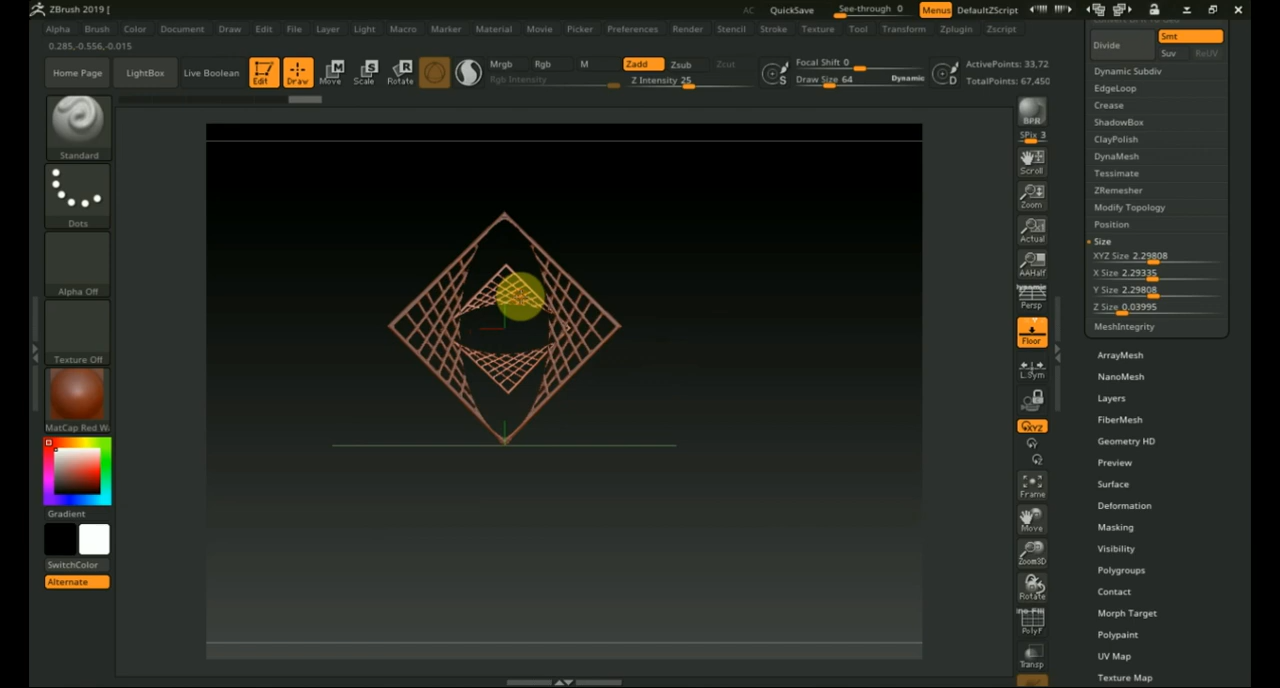 ZBrush 2019 [
AC QuickSave See-through 0 Menus DefaultZScript
Alpha Brush Color Document Draw Edit File Layer Light Macro Marker Material Movie Picker Preferences Render Stencil Stroke Texture Tool Transform Zplugin Zscript
0.285,-0.556,-0.015
Home Page LightBox Live Boolean Edit Draw Move Scale Rotate
Mrgb Rgb M Zadd Zsub Zcut
Rgb Intensity Z Intensity 25
Focal Shift 0
Draw Size 64 Dynamic
ActivePoints: 33,72
TotalPoints: 67,450
Standard
Dots
Alpha Off
Texture Off
MatCap Red Wa
Gradient
SwitchColor
Alternate
BPR
SPix 3
Scroll
Zoom
Actual
AAHalf
Dynamic
Persp
Floor
L.Sym
XYZ
Frame
Move
Zoom3D
Rotate
Line Fill
PolyF
Transp
Divide
Smt
Suv ReUV
Dynamic Subdiv
EdgeLoop
Crease
ShadowBox
ClayPolish
DynaMesh
Tessimate
ZRemesher
Modify Topology
Position
Size
XYZ Size 2.29808
X Size 2.29335
Y Size 2.29808
Z Size 0.03995
MeshIntegrity
ArrayMesh
NanoMesh
Layers
FiberMesh
Geometry HD
Preview
Surface
Deformation
Masking
Visibility
Polygroups
Contact
Morph Target
Polypaint
UV Map
Texture Map